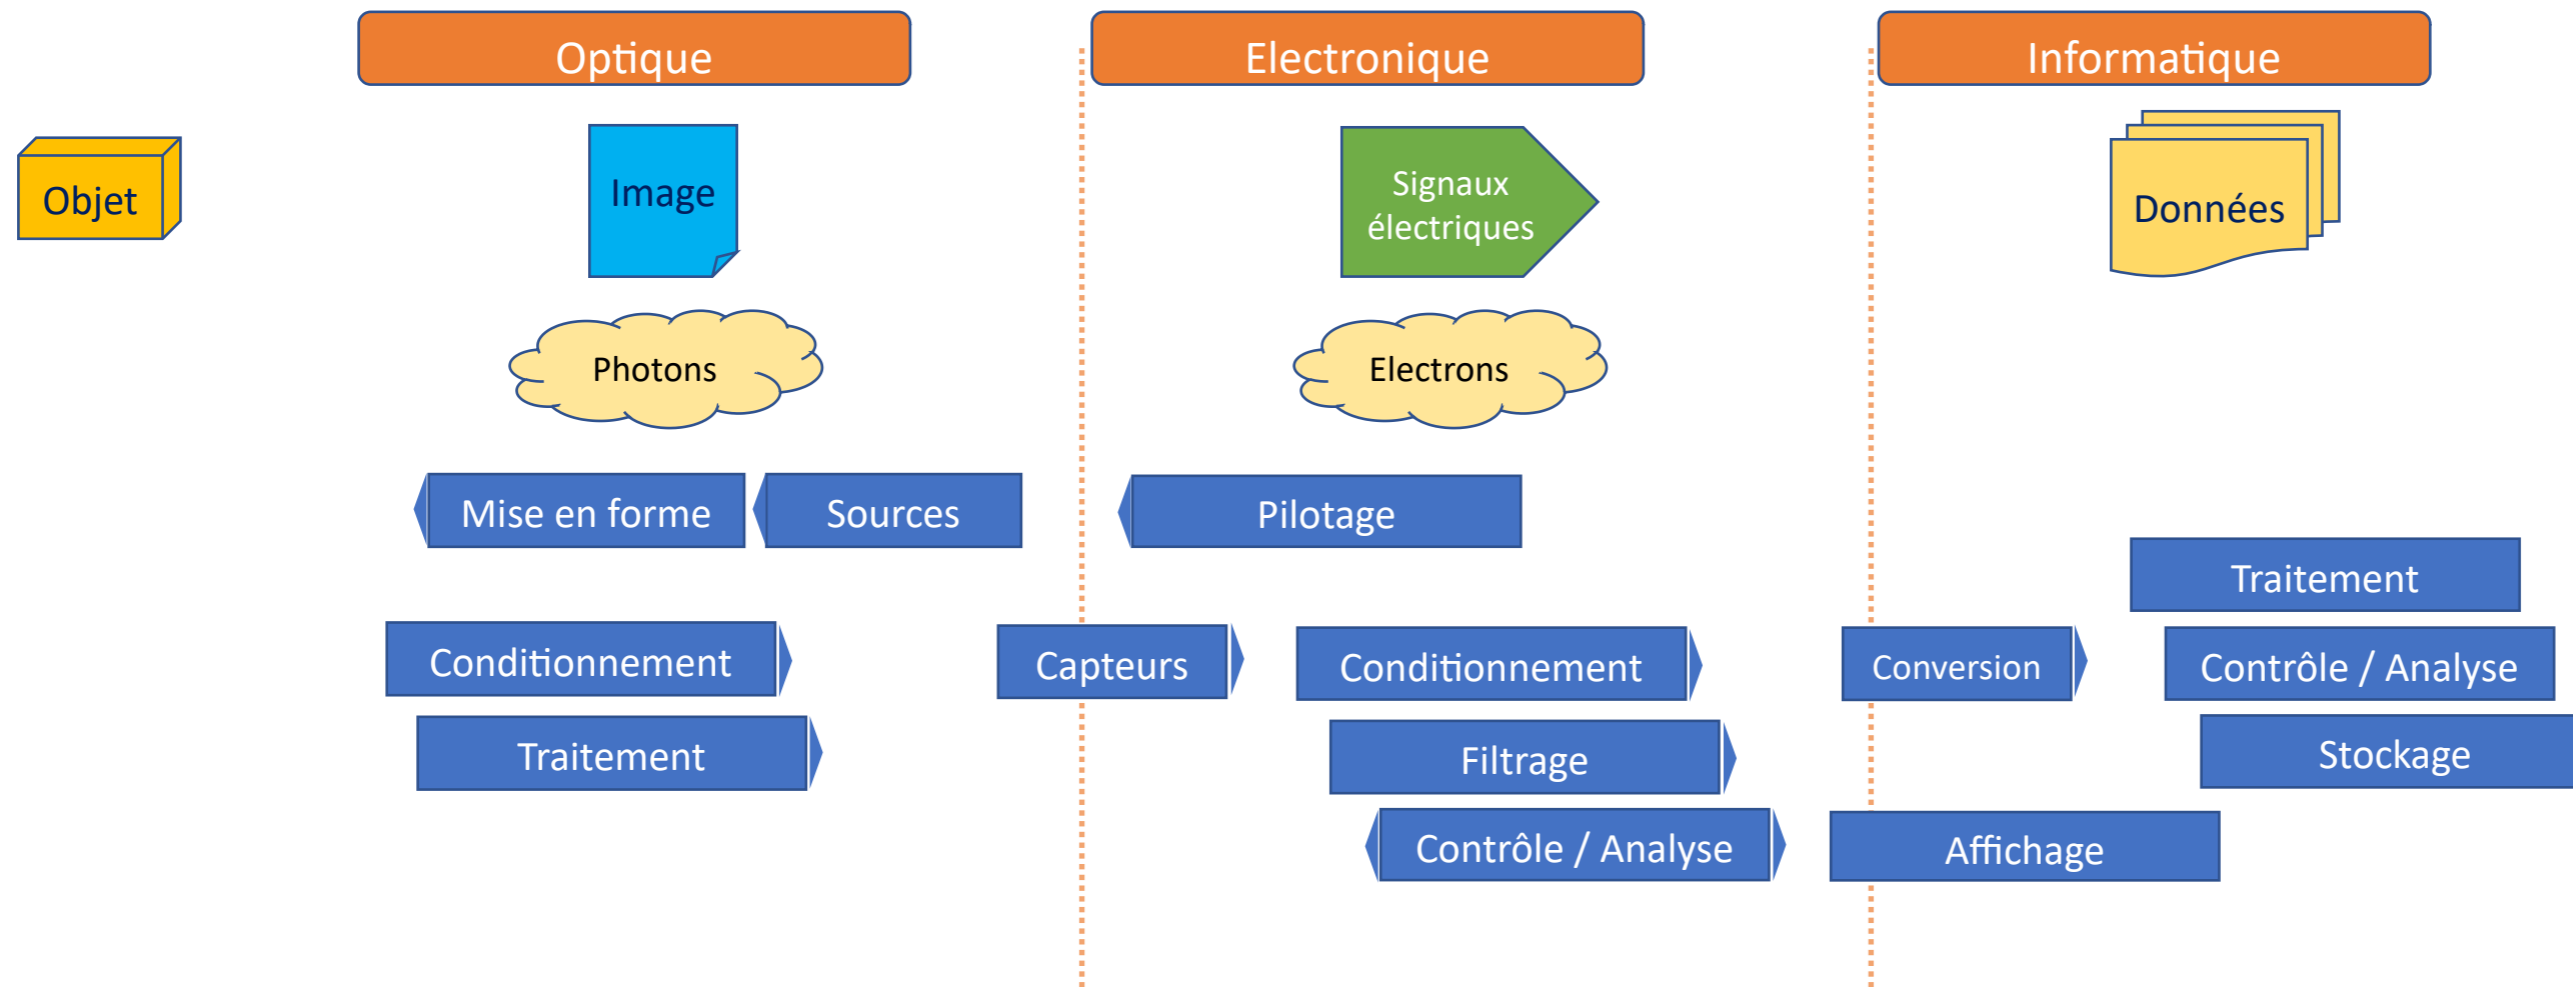 Optique
Electronique
Informatique
Objet
Image
Signaux
électriques
Données
Photons
Electrons
Mise en forme
Sources
Pilotage
Traitement
Conditionnement
Capteurs
Conditionnement
Conversion
Contrôle / Analyse
Traitement
Filtrage
Stockage
Contrôle / Analyse
Affichage